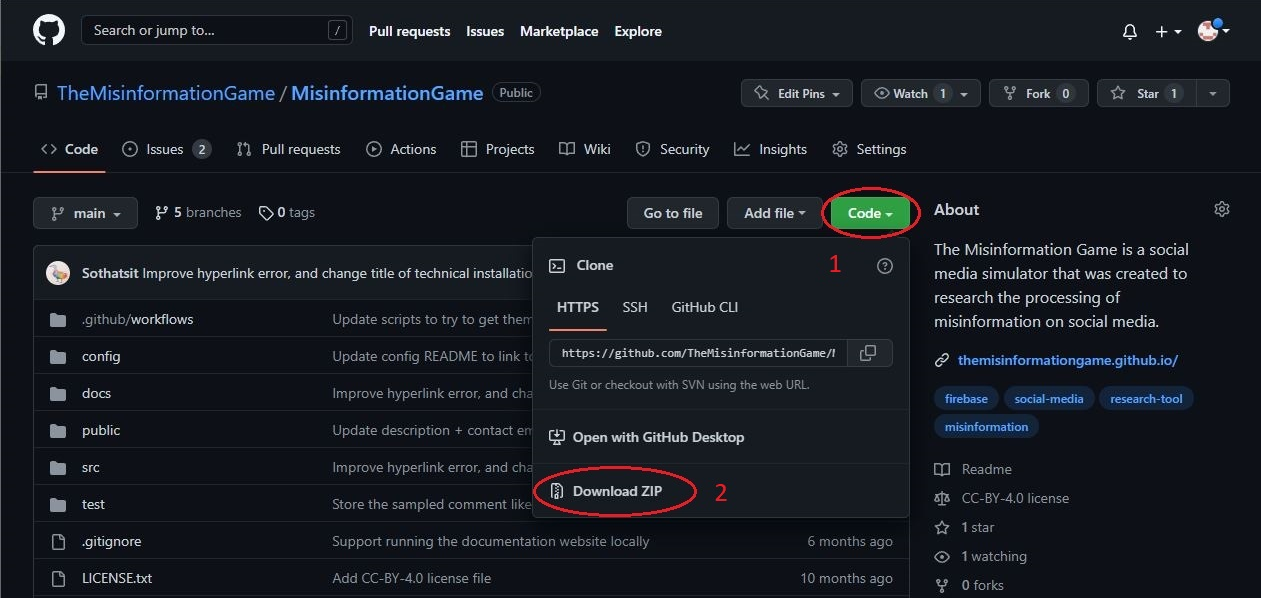 Search or jump to... /
Pull requests Issues Marketplace Explore
TheMisinformationGame / MisinformationGame Public
Edit Pins Watch 1 Fork 0 Star 1
Code Issues 2 Pull requests Actions Projects Wiki Security Insights Settings
main 5 branches 0 tags Go to file Add file Code
Sothatsit Improve hyperlink error, and change title of technical installatio
.github/workflows Update scripts to try to get them
config Update config README to link to
docs Improve hyperlink error, and cha
public Update description + contact em
src Improve hyperlink error, and cha
test Store the sampled comment like
.gitignore Support running the documentation website locally 6 months ago
LICENSE.txt Add CC-BY-4.0 license file 10 months ago
Clone 1
HTTPS SSH GitHub CLI
https://github.com/TheMisinformationGame/M
Use Git or checkout with SVN using the web URL.
Open with GitHub Desktop
Download ZIP 2
About
The Misinformation Game is a social
media simulator that was created to
research the processing of
misinformation on social media.
themisinformationgame.github.io/
firebase social-media research-tool
misinformation
Readme
CC-BY-4.0 license
1 star
1 watching
0 forks